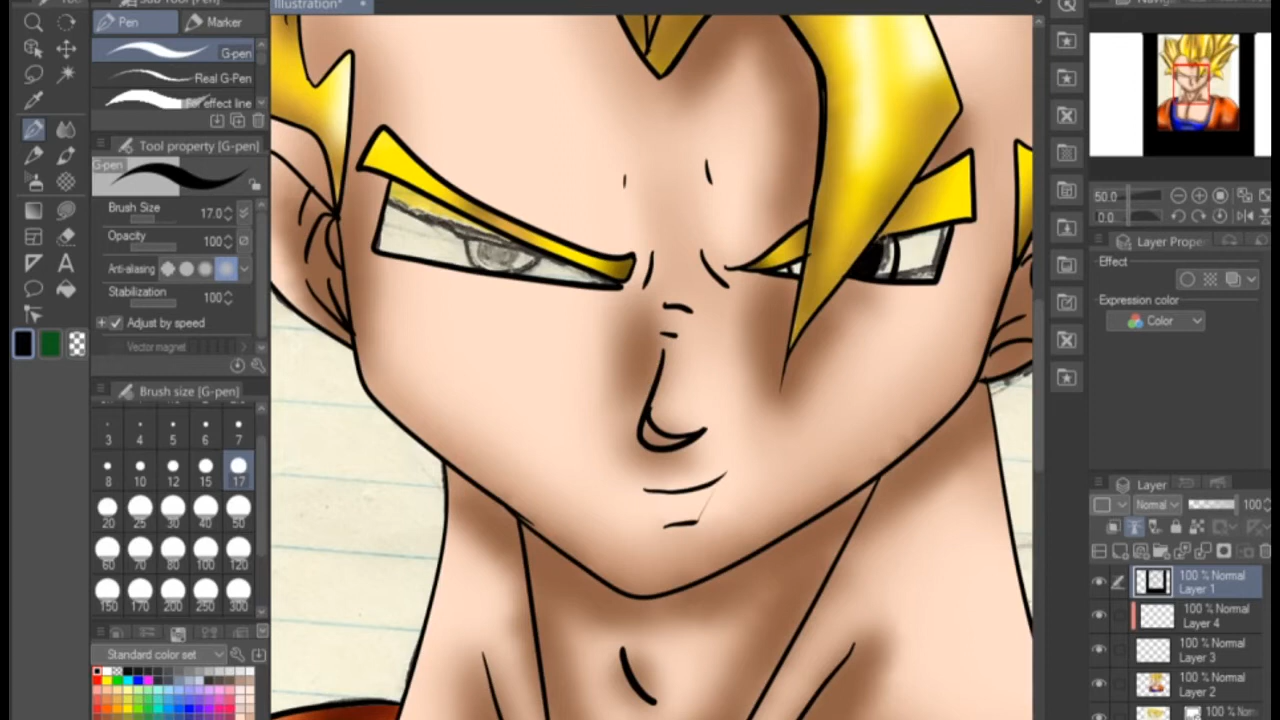 Illustration*
Pen
Marker
G-pen
Real G-Pen
For effect line
Tool property [G-pen]
G-pen
Brush Size
17.0
Opacity
100
Anti-aliasing
Stabilization
100
Adjust by speed
Vector magnet
Brush size [G-pen]
3 4 5 6 7
8 10 12 15 17
20 25 30 40 50
60 70 80 100 120
150 170 200 250 300
Standard color set
50.0
0.0
Layer Prope
Effect
Expression color
Color
Layer
Normal
100
100 % Normal
Layer 1
100 % Normal
Layer 4
100 % Normal
Layer 3
100 % Normal
Layer 2
100 % Norm